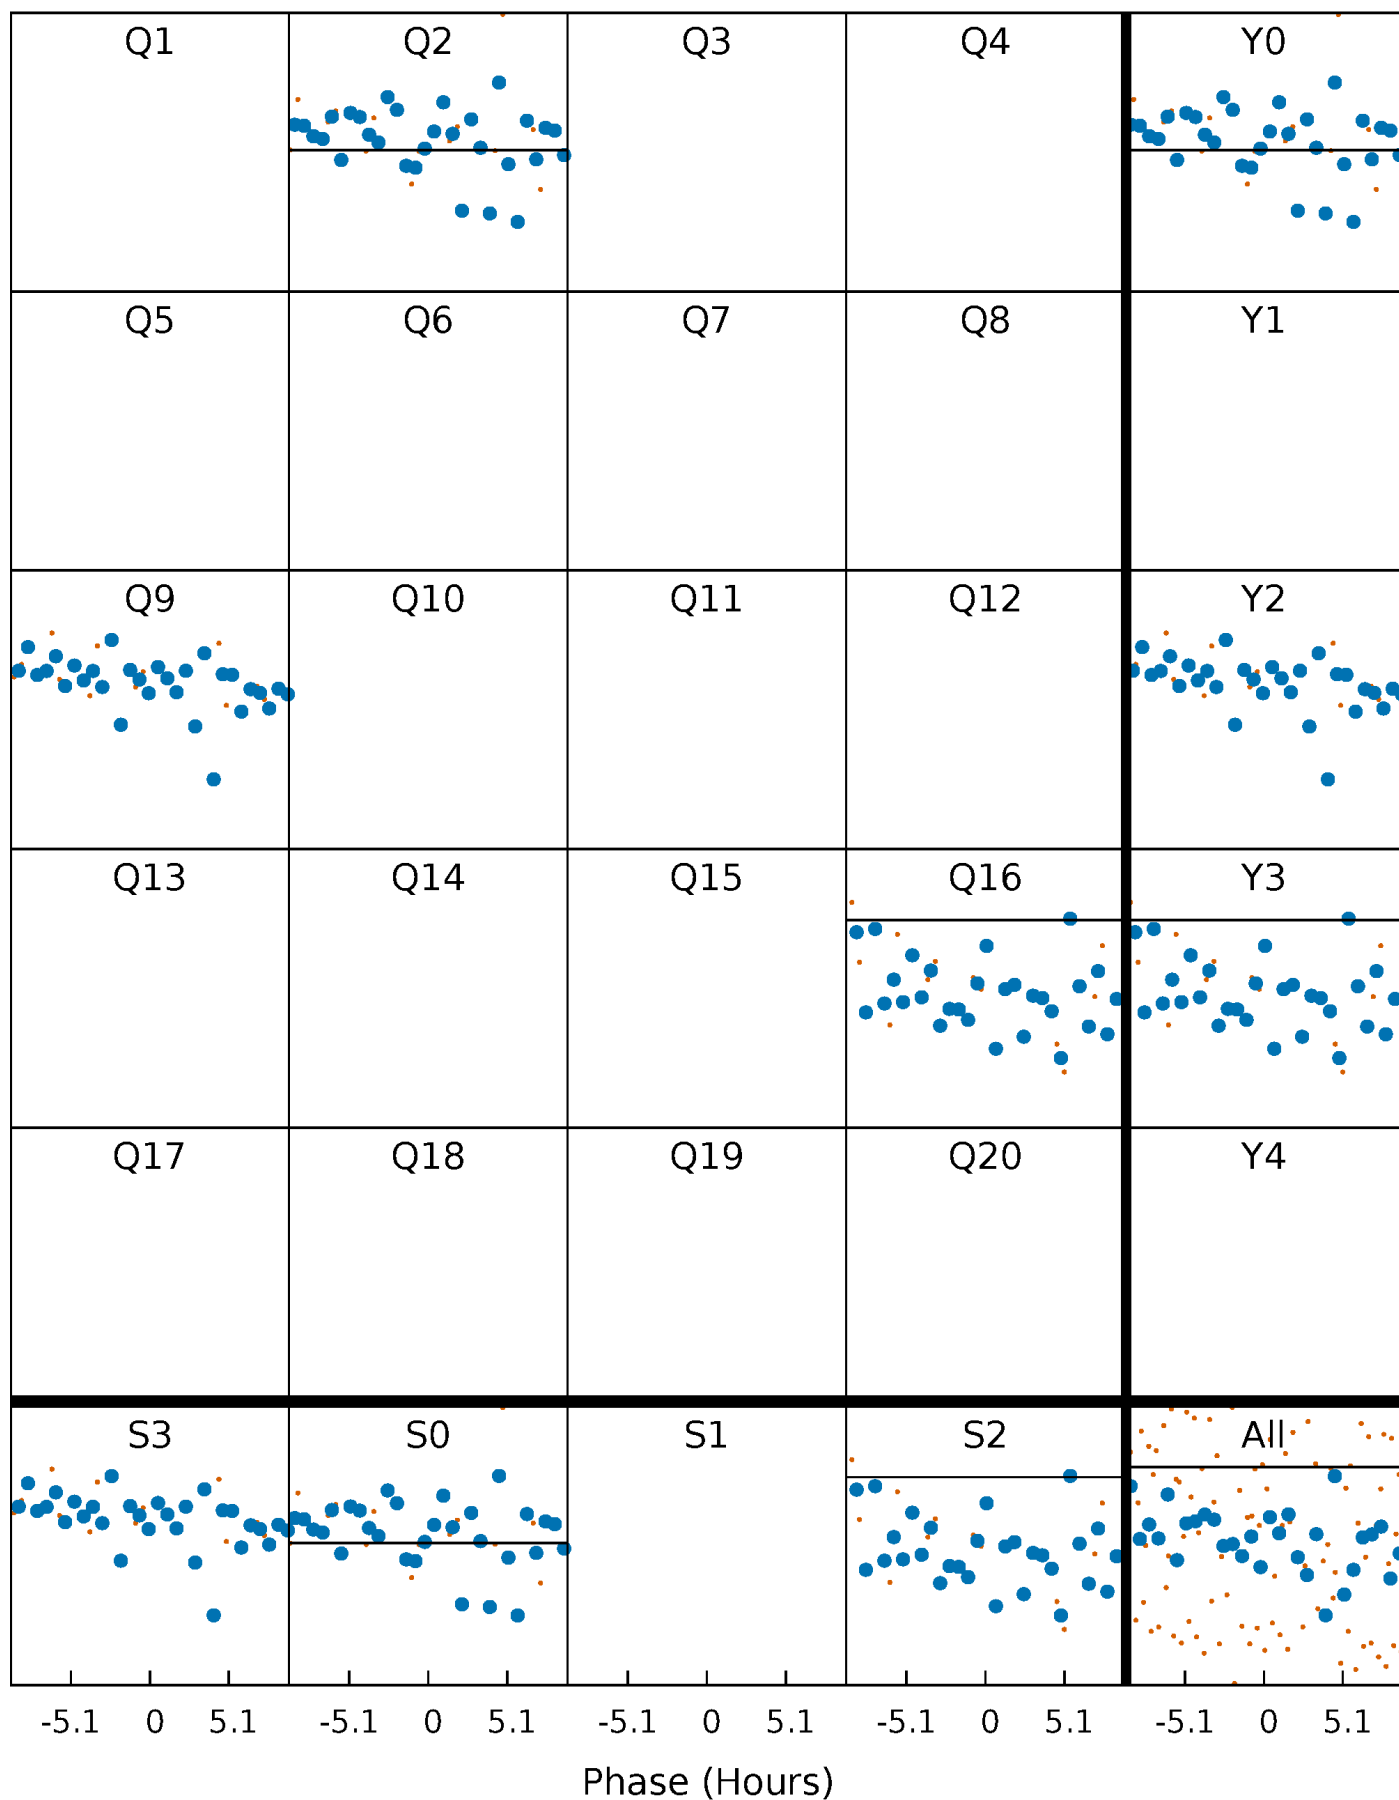 Q1 Q2 Q3 Q4 Y0
Q5 Q6 Q7 Q8 Y1
Q9 Q10 Q11 Q12 Y2
Q13 Q14 Q15 Q16 Y3
Q17 Q18 Q19 Q20 Y4
S3 S0 S1 S2 All
-5.1 0 5.1 -5.1 0 5.1 -5.1 0 5.1 -5.1 0 5.1 -5.1 0 5.1
Phase (Hours)